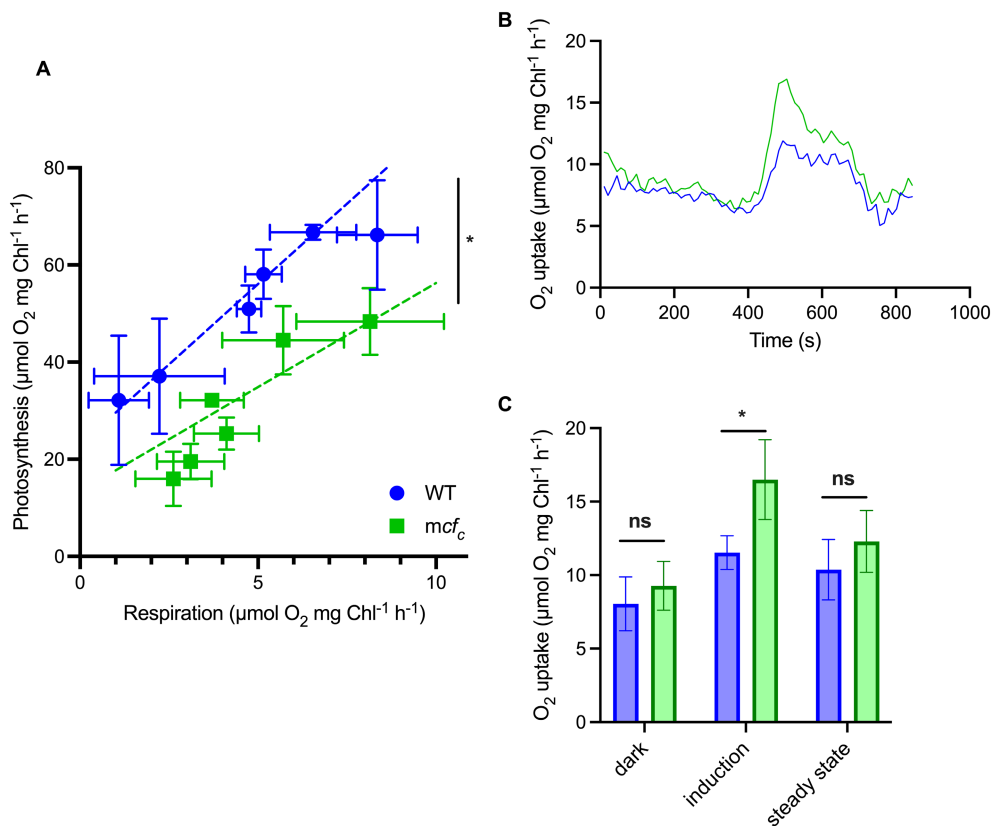 A
Photosynthesis (µmol O2 mg Chl-1 h-1)
80
60
40
20
0
0
5
10
Respiration (µmol O2 mg Chl-1 h-1)
*
WT
mcfc
B
O2 uptake (µmol O2 mg Chl-1 h-1)
20
15
10
5
0
0
200
400
600
800
1000
Time (s)
C
O2 uptake (µmol O2 mg Chl-1 h-1)
20
15
10
5
0
ns
*
ns
dark
induction
steady state